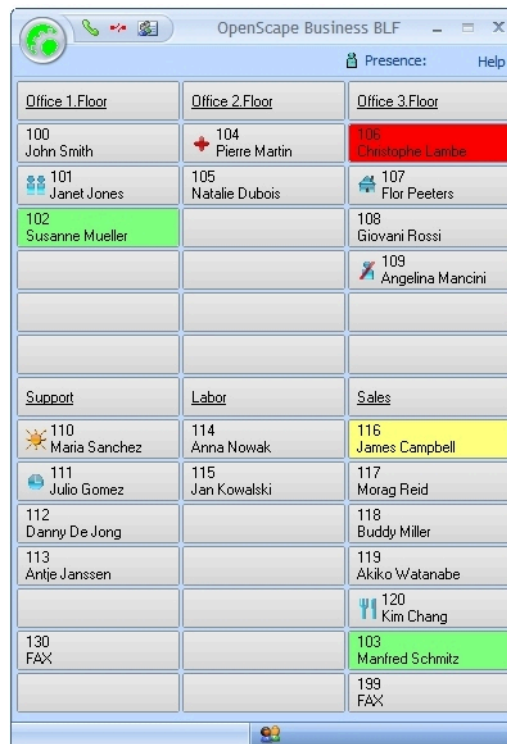 OpenScape Business BLF
Presence:
Help
Office 1.Floor
Office 2.Floor
Office 3.Floor
100
John Smith
104
Pierre Martin
106
Christophe Lambe
101
Janet Jones
105
Natalie Dubois
107
Flor Peeters
102
Susanne Mueller
108
Giovani Rossi
109
Angelina Mancini
Support
Labor
Sales
110
Maria Sanchez
114
Anna Nowak
116
James Campbell
111
Julio Gomez
115
Jan Kowalski
117
Morag Reid
112
Danny De Jong
118
Buddy Miller
113
Antje Janssen
119
Akiko Watanabe
120
Kim Chang
130
FAX
103
Manfred Schmitz
199
FAX